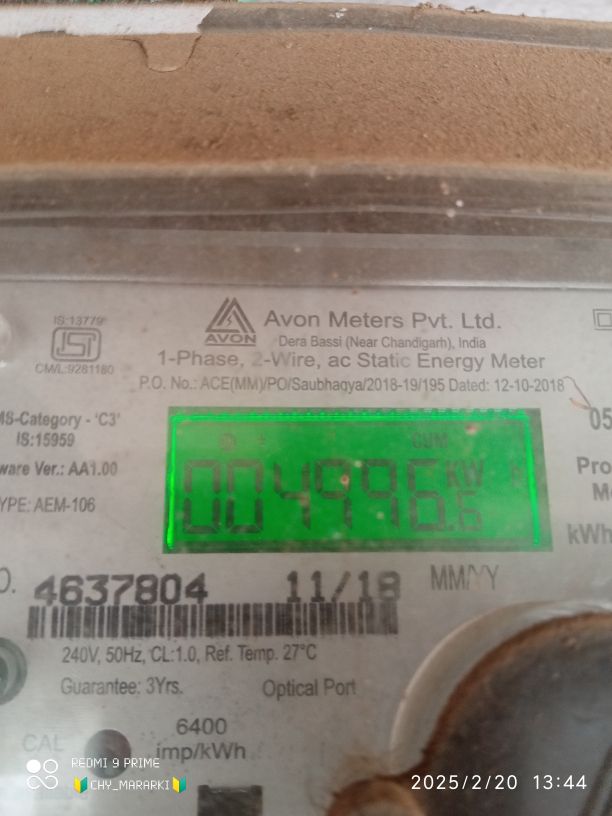 IS:13779
AVON
Avon Meters Pvt. Ltd.
CM/L:9281180
Dera Bassi (Near Chandigarh), India
1-Phase, 2-Wire, ac Static Energy Meter
P.O. No.: ACE(MM)/PO/Saubhagya/2018-19/195 Dated: 12-10-2018
MS-Category - 'C3'
IS:15959
05
CUM
ware Ver.: AA1.00
004996.6 KW
Pro
YPE: AEM-106
kWh
O. 4637804 11/18 MM/YY
240V, 50Hz, CL:1.0, Ref. Temp. 27°C
Guarantee: 3Yrs. Optical Port
6400
imp/kWh
CAL
REDMI 9 PRIME
CHY_MARARKI
2025/2/20 13:44